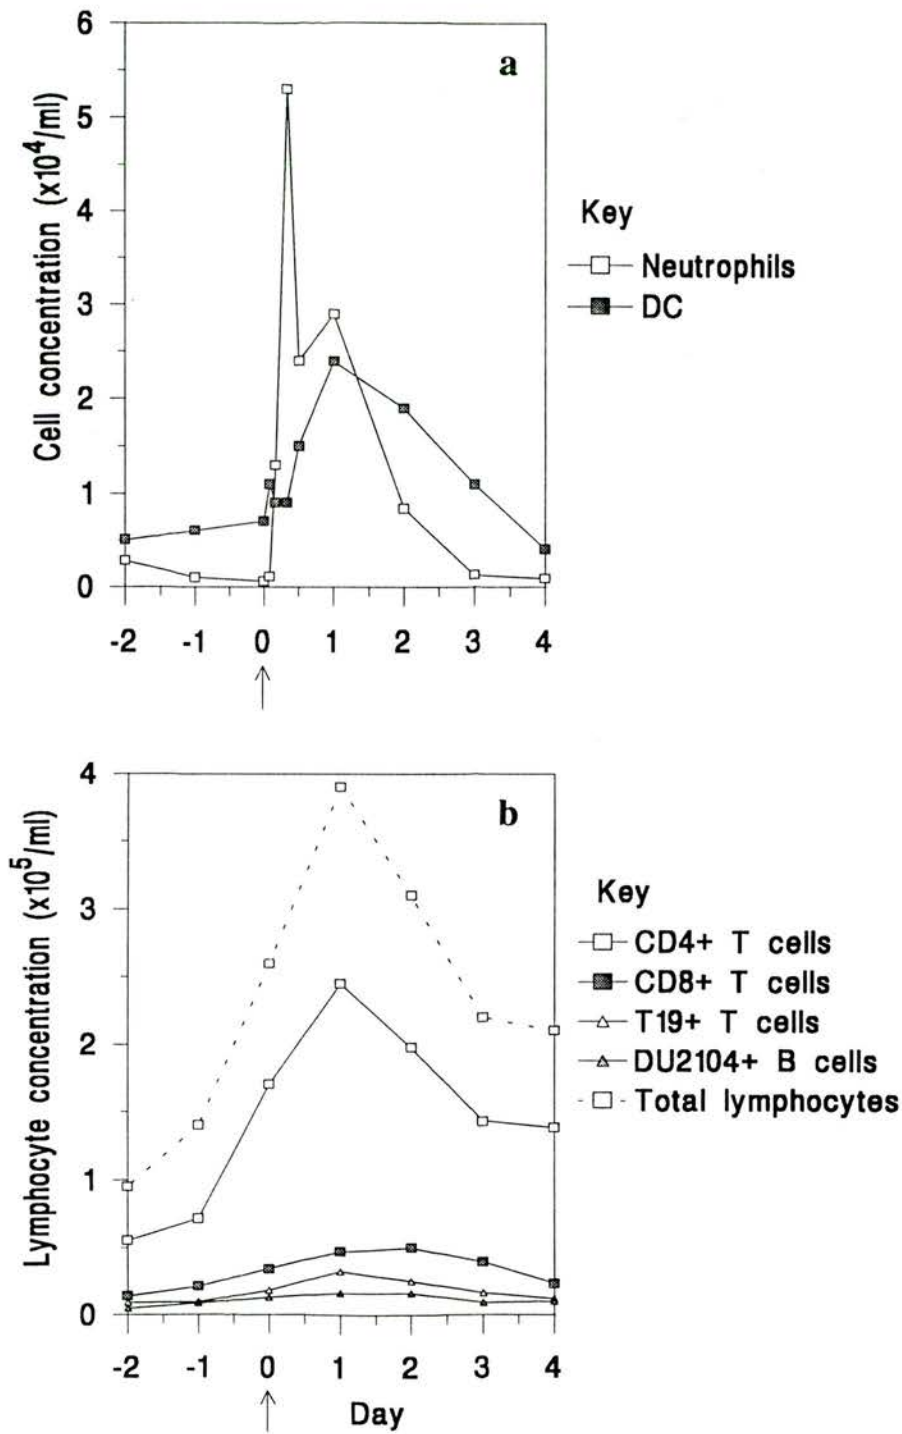 a
Cell concentration (x10⁴/ml)
6
5
4
3
2
1
0
-2 -1 0 1 2 3 4
Key
Neutrophils
DC
b
Lymphocyte concentration (x10⁵/ml)
4
3
2
1
0
-2 -1 0 1 2 3 4
Day
Key
CD4+ T cells
CD8+ T cells
T19+ T cells
DU2104+ B cells
Total lymphocytes